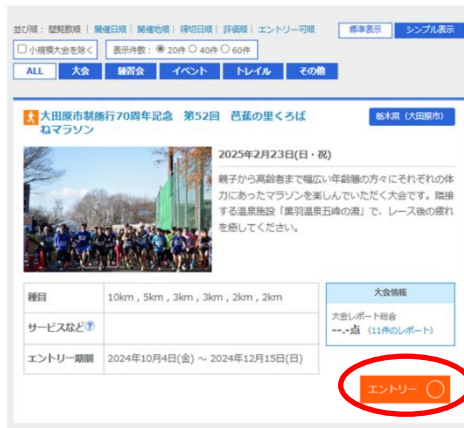 並び順： 閲覧数順 | 開催日順 | 開催地順 | 締切日順 | 評価順 | エントリー可順
標準表示 シンプル表示
小規模大会を除く 表示件数： 20件 40件 60件
ALL 大会 練習会 イベント トレイル その他
大田原市制施行70周年記念 第52回 芭蕉の里くろば
ねマラソン
栃木県（大田原市）
2025年2月23日(日・祝)
親子から高齢者まで幅広い年齢層の方々にそれぞれの体
力にあったマラソンを楽しんでいただく大会です。隣接
する温泉施設「黒羽温泉五峰の湯」で、レース後の疲れ
を癒してください。
種目 10km , 5km , 3km , 3km , 2km , 2km
サービスなど?
エントリー期間 2024年10月4日(金) ～ 2024年12月15日(日)
大会情報
大会レポート総合
--.-点 （11件のレポート）
エントリー